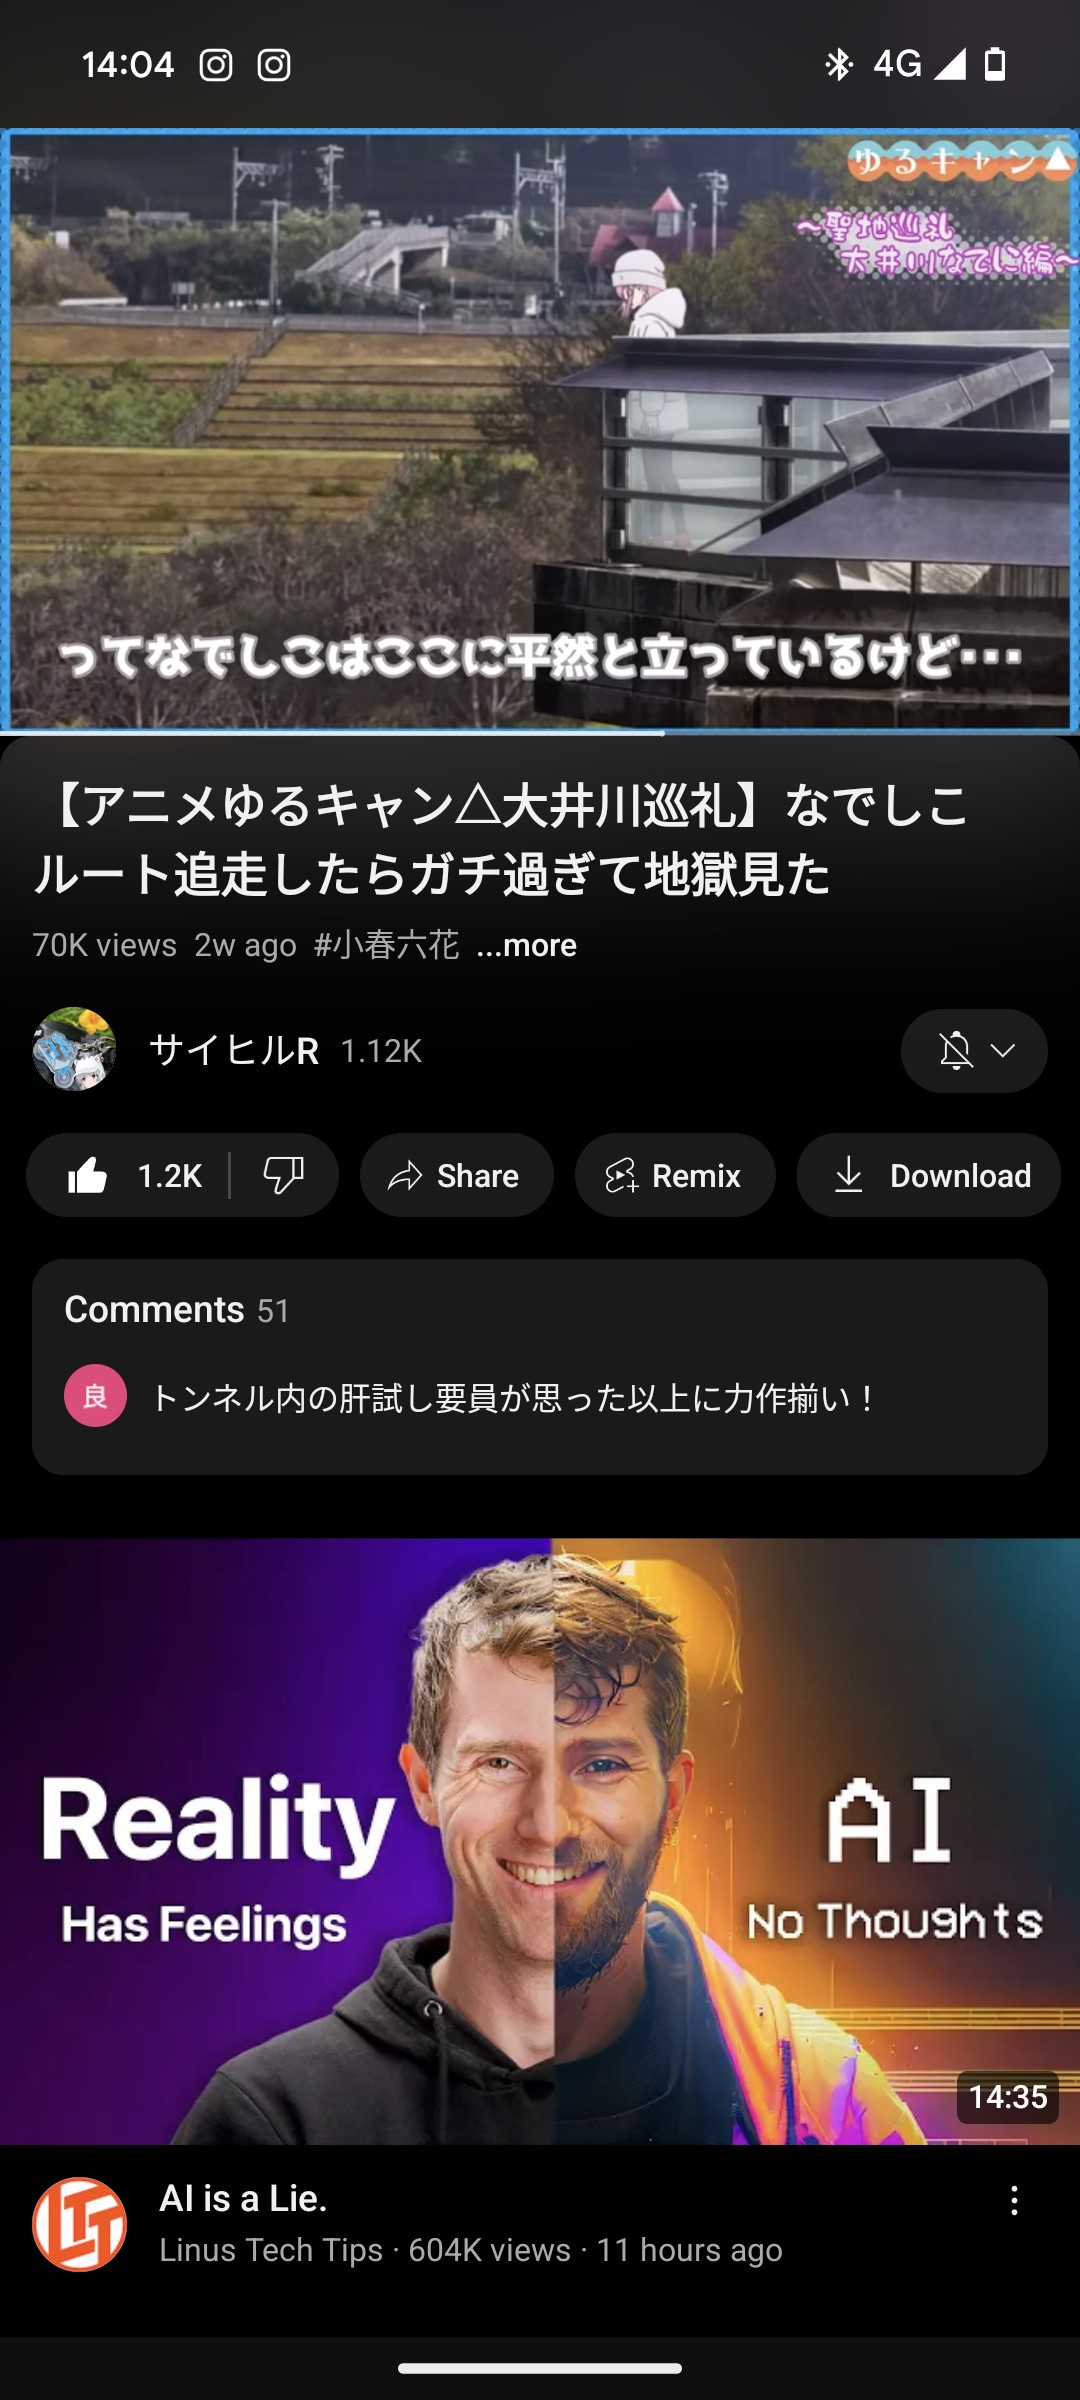 14:04
4G
ゆるキャン▲
～聖地巡礼
大井川なでしこ編～
ってなでしこはここに平然と立っているけど･･･
【アニメゆるキャン△大井川巡礼】なでしこ
ルート追走したらガチ過ぎて地獄見た
70K views 2w ago #小春六花 ...more
サイヒルR 1.12K
1.2K
Share
Remix
Download
Comments 51
良
トンネル内の肝試し要員が思った以上に力作揃い！
Reality
Has Feelings
AI
No Thoughts
14:35
LTT
AI is a Lie.
Linus Tech Tips · 604K views · 11 hours ago